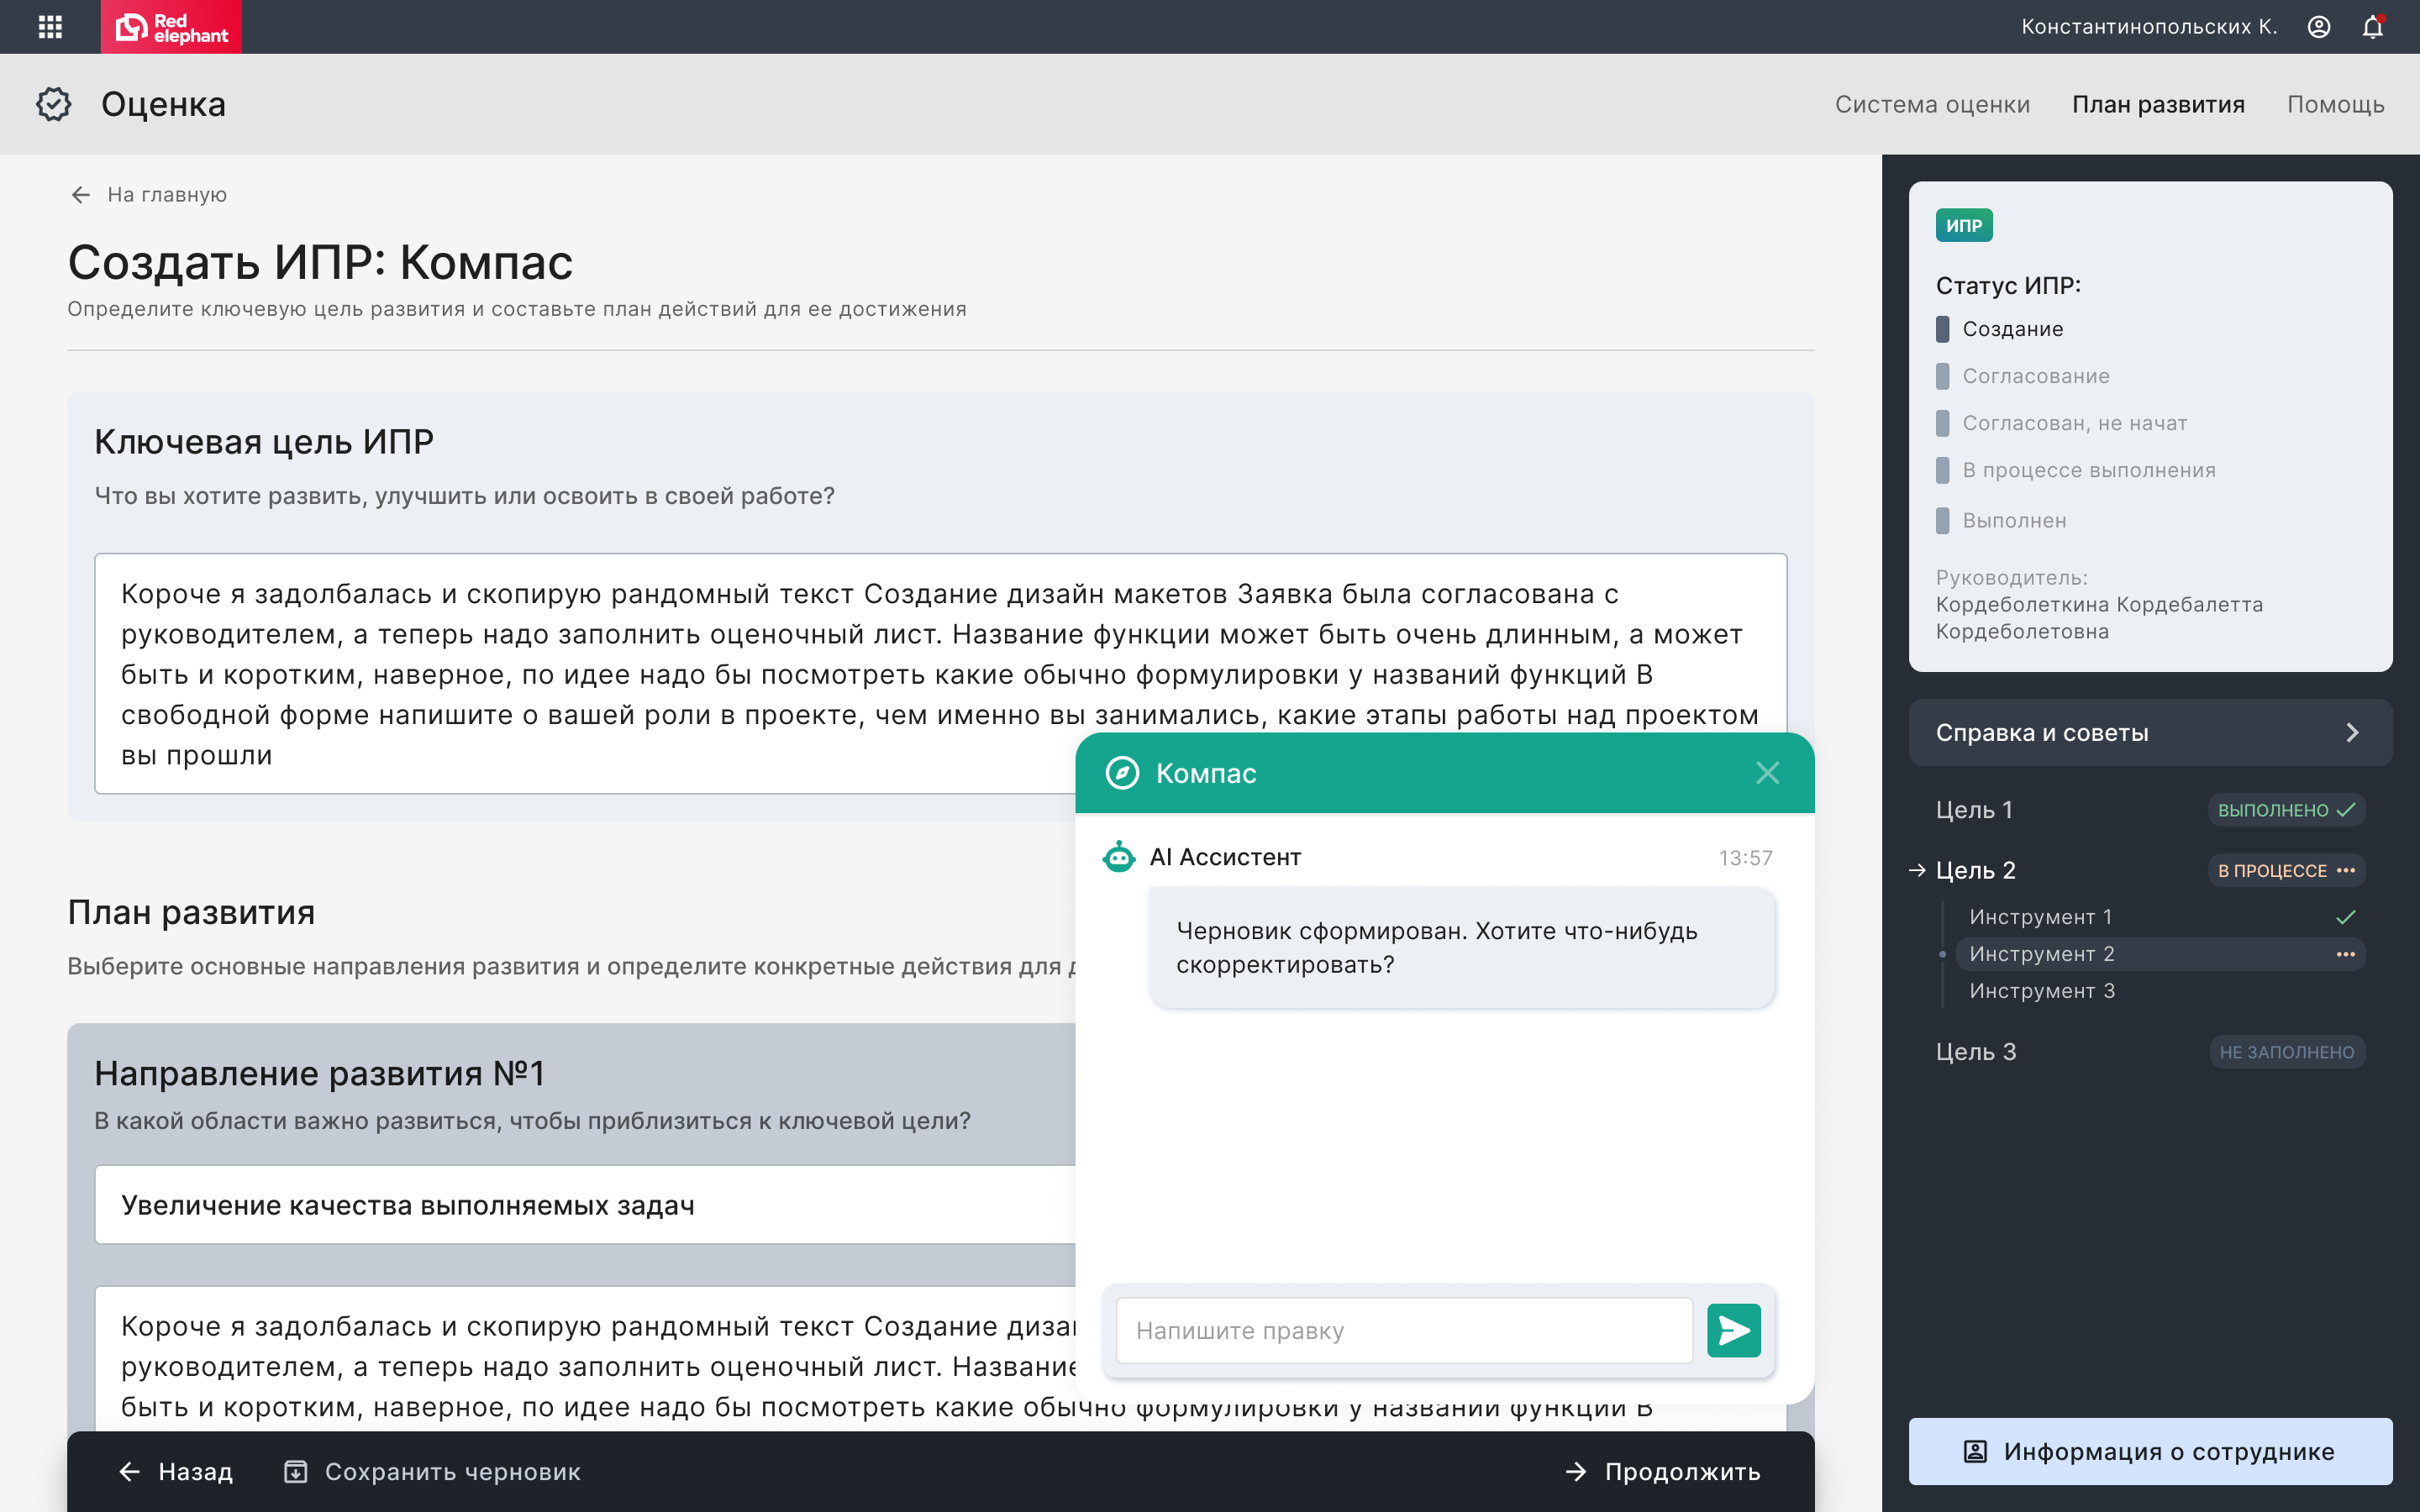 Red
elephant
Константинопольских К.
Оценка
Система оценки
План развития
Помощь
На главную
Создать ИПР: Компас
Определите ключевую цель развития и составьте план действий для ее достижения
Ключевая цель ИПР
Что вы хотите развить, улучшить или освоить в своей работе?
Короче я задолбалась и скопирую рандомный текст Создание дизайн макетов Заявка была согласована с
руководителем, а теперь надо заполнить оценочный лист. Название функции может быть очень длинным, а может
быть и коротким, наверное, по идее надо бы посмотреть какие обычно формулировки у названий функций В
свободной форме напишите о вашей роли в проекте, чем именно вы занимались, какие этапы работы над проектом
вы прошли
План развития
Выберите основные направления развития и определите конкретные действия для
Направление развития №1
В какой области важно развиться, чтобы приблизиться к ключевой цели?
Увеличение качества выполняемых задач
Короче я задолбалась и скопирую рандомный текст Создание
руководителем, а теперь надо заполнить оценочный лист. Название
быть и коротким, наверное, по идее надо бы посмотреть какие обычно формулировки у названий функций В
Компас
AI Ассистент
13:57
Черновик сформирован. Хотите что-нибудь
скорректировать?
Напишите правку
Назад
Сохранить черновик
Продолжить
ИПР
Статус ИПР:
Создание
Согласование
Согласован, не начат
В процессе выполнения
Выполнен
Руководитель:
Кордеболеткина Кордебалетта
Кордеболетовна
Справка и советы
Цель 1
ВЫПОЛНЕНО
Цель 2
В ПРОЦЕССЕ
Инструмент 1
Инструмент 2
Инструмент 3
Цель 3
НЕ ЗАПОЛНЕНО
Информация о сотруднике